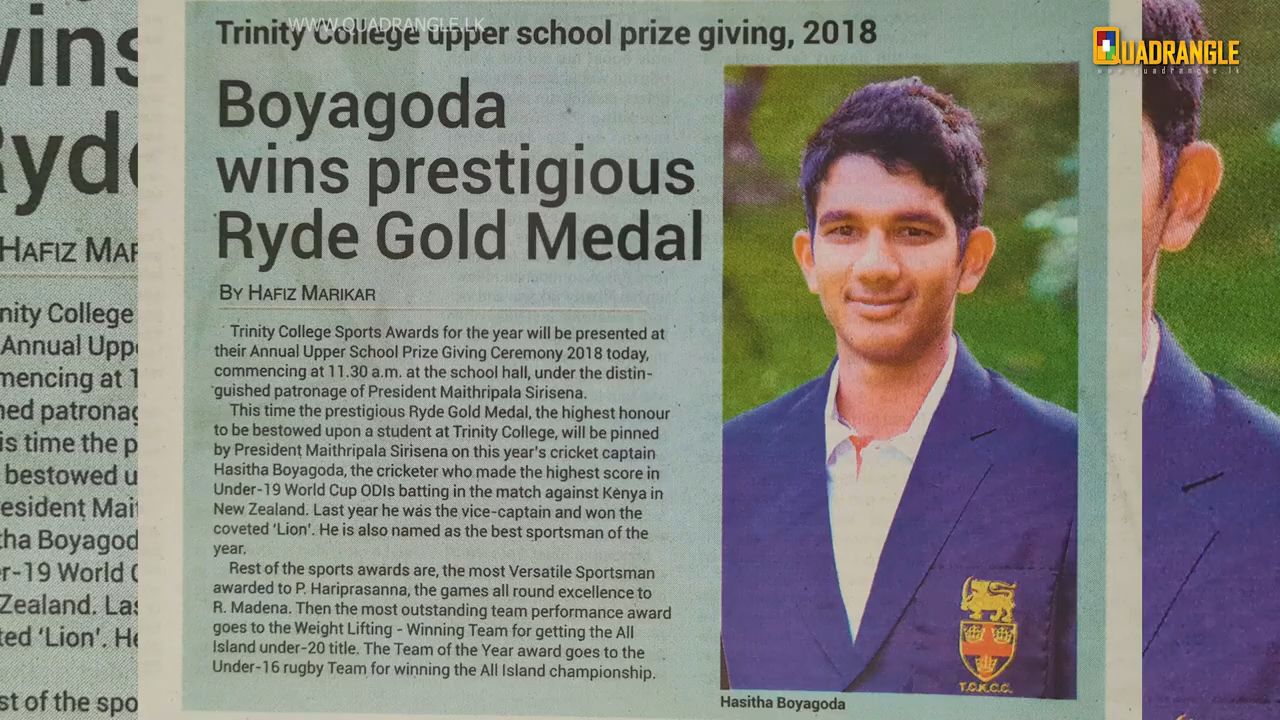 WWW.QUADRANGLE.LK
QUADRANGLE
www.quadrangle.lk
Trinity College upper school prize giving, 2018
Boyagoda
wins prestigious
Ryde Gold Medal
BY HAFIZ MARIKAR
Trinity College Sports Awards for the year will be presented at
their Annual Upper School Prize Giving Ceremony 2018 today,
commencing at 11.30 a.m. at the school hall, under the distin-
guished patronage of President Maithripala Sirisena.
This time the prestigious Ryde Gold Medal, the highest honour
to be bestowed upon a student at Trinity College, will be pinned
by President Maithripala Sirisena on this year's cricket captain
Hasitha Boyagoda, the cricketer who made the highest score in
Under-19 World Cup ODIs batting in the match against Kenya in
New Zealand. Last year he was the vice-captain and won the
coveted 'Lion'. He is also named as the best sportsman of the
year.
Rest of the sports awards are, the most Versatile Sportsman
awarded to P. Hariprasanna, the games all round excellence to
R. Madena. Then the most outstanding team performance award
goes to the Weight Lifting - Winning Team for getting the All
Island under-20 title. The Team of the Year award goes to the
Under-16 rugby Team for winning the All Island championship.
T.C.K.C.C.
Hasitha Boyagoda